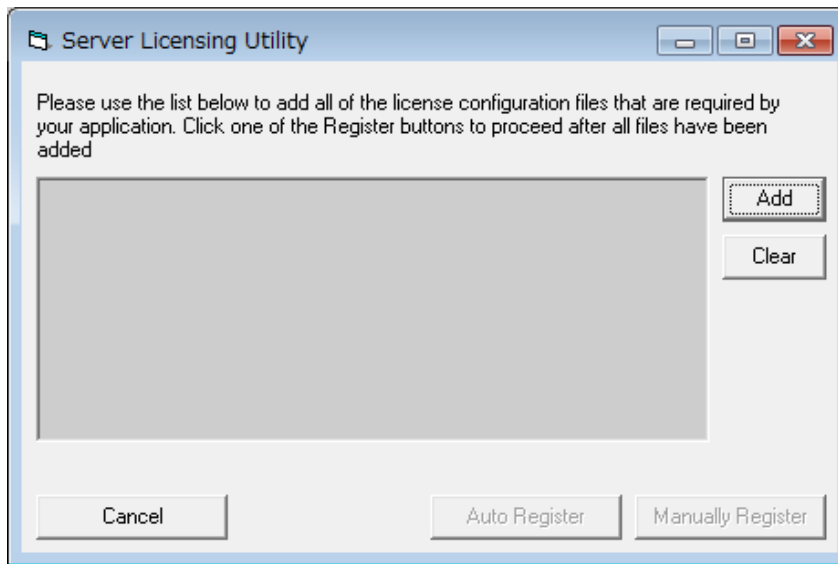 Server Licensing Utility
Please use the list below to add all of the license configuration files that are required by
your application. Click one of the Register buttons to proceed after all files have been
added
Add
Clear
Cancel
Auto Register
Manually Register